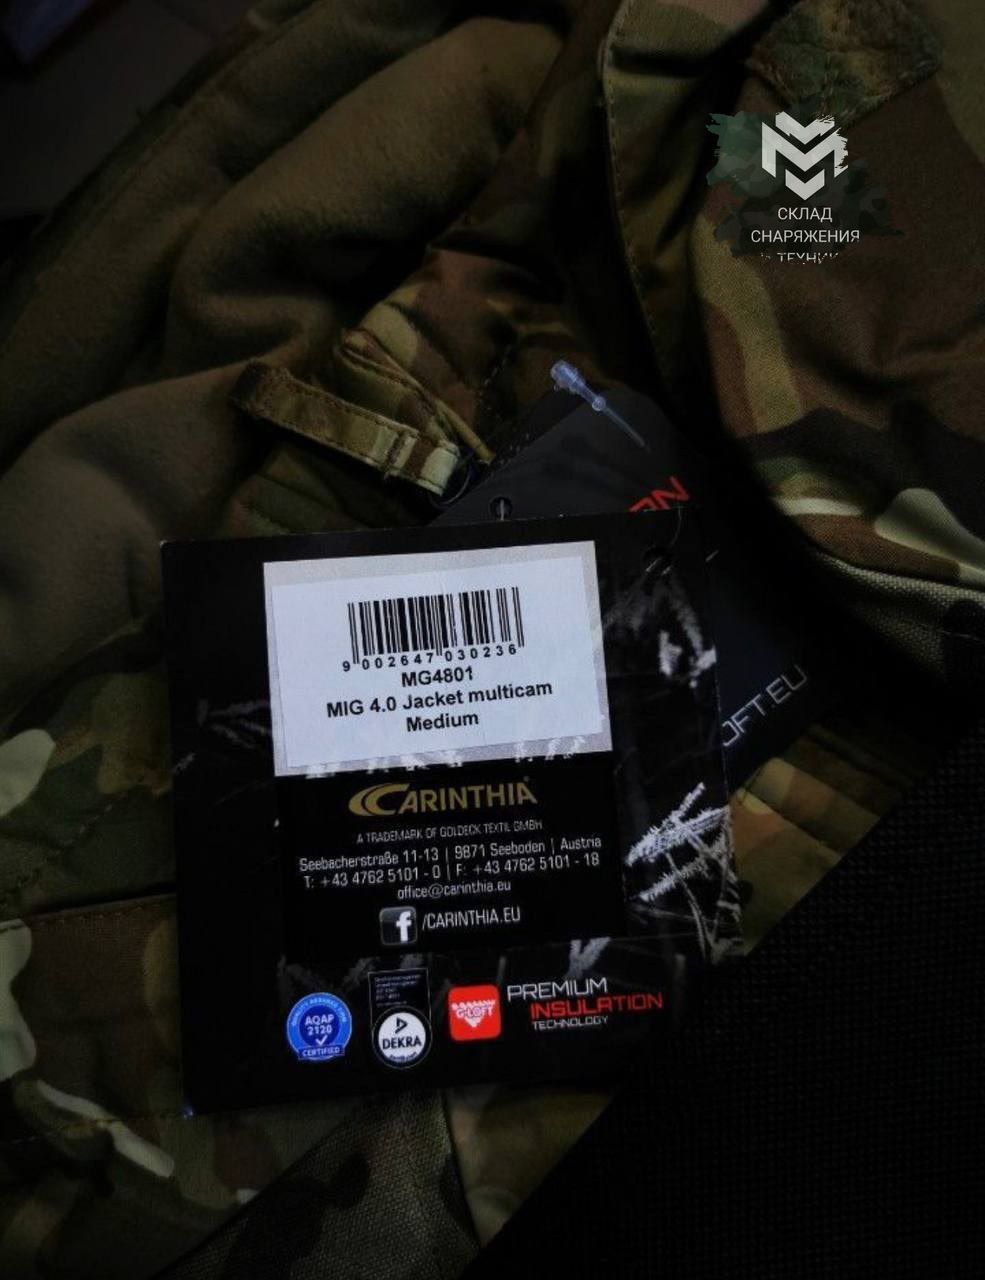 СКЛАД
СНАРЯЖЕНИЯ
ON
9 002647 030236
MG4801
MIG 4.0 Jacket multicam
Medium
OFT.EU
CARINTHIA
A TRADEMARK OF GOLDECK TEXTIL GMBH
Seebacherstraße 11-13 | 9871 Seeboden | Austria
T: +43 4762 5101 - 0 | F: +43 4762 5101 - 18
office@carinthia.eu
f /CARINTHIA.EU
AQAP
2120
CERTIFIED
DEKRA
G-LOFT
PREMIUM
INSULATION
TECHNOLOGY